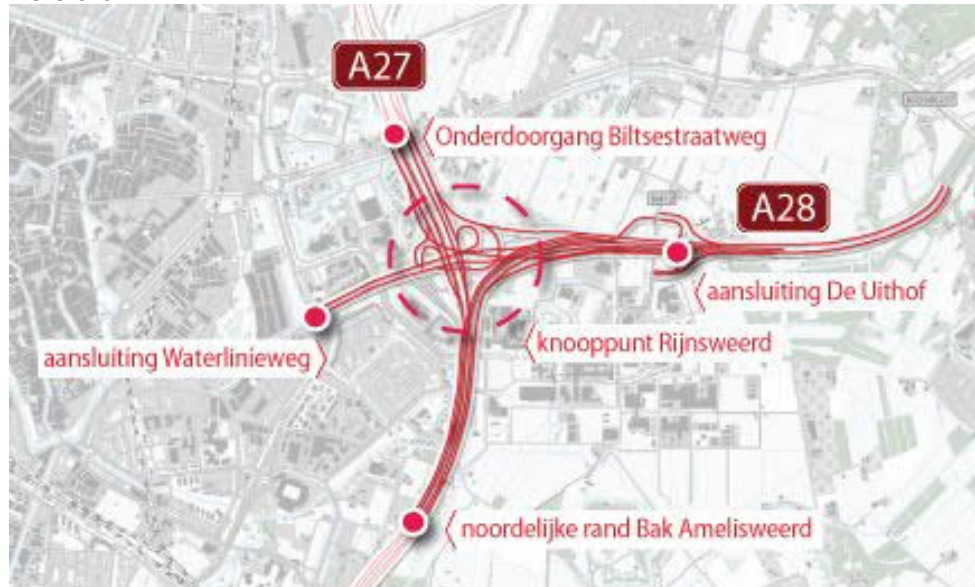 A27
Onderdoorgang Biltsestraatweg
A28
aansluiting De Uithof
knooppunt Rijnsweerd
aansluiting Waterlinieweg
noordelijke rand Bak Amelisweerd